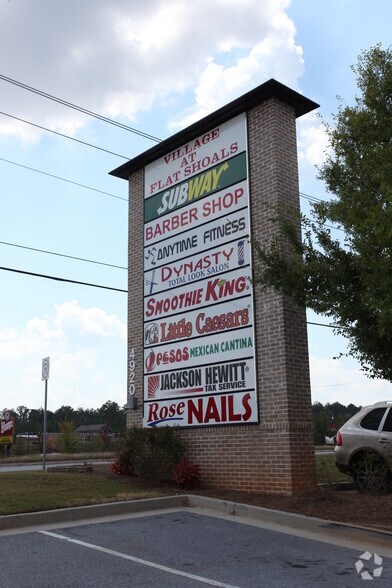 VILLAGE
AT
FLAT SHOALS
SUBWAY
BARBER SHOP
ANYTIME FITNESS
DYNASTY
TOTAL LOOK SALON
SMOOTHIE KING
Little Caesars
PESOS MEXICAN CANTINA
JACKSON HEWITT
TAX SERVICE
Rose NAILS
4920